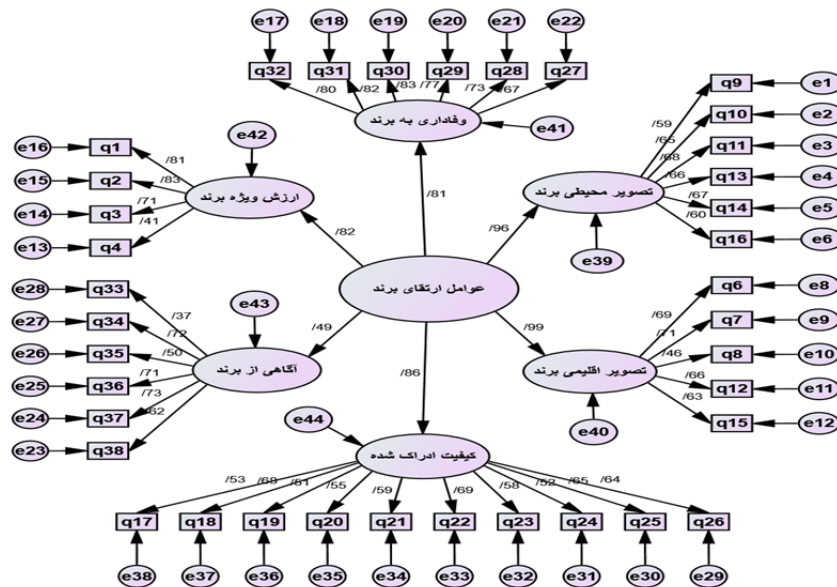 e17 e18 e19 e20 e21 e22
q32 q31 q30 q29 q28 q27
/80 /82 /83 /77 /73 /67
وفاداری به برند
e41
/81
q9 e1
q10 e2
q11 e3
q13 e4
q14 e5
q16 e6
/59
/65
/68
/66
/67
/60
تصویر محیطی برند
e39
/96
e16 q1
e15 q2
e14 q3
e13 q4
/81
/83
/71
/41
e42
ارزش ویژه برند
/82
عوامل ارتقای برند
e28 q33
e27 q34
e26 q35
e25 q36
e24 q37
e23 q38
/37
/72
/50
/71
/73
/62
e43
آگاهی از برند
/49
q6 e8
q7 e9
q8 e10
q12 e11
q15 e12
/69
/71
/46
/66
/63
تصویر اقلیمی برند
e40
/99
/86
e44
کیفیت ادراک شده
/53 /68 /51 /55 /59 /69 /58 /52 /65 /64
q17 q18 q19 q20 q21 q22 q23 q24 q25 q26
e38 e37 e36 e35 e34 e33 e32 e31 e30 e29